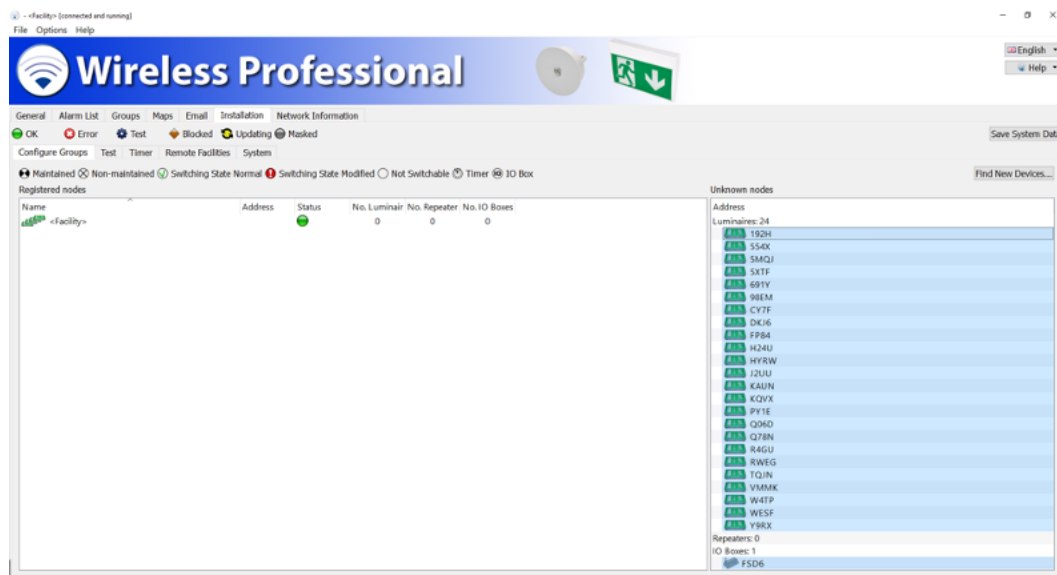 - <Facility> [connected and running]
File Options Help
Wireless Professional
English
Help
General Alarm List Groups Maps Email Installation Network Information
OK Error Test Blocked Updating Masked
Save System Dat
Configure Groups Test Timer Remote Facilities System
Maintained Non-maintained Switching State Normal Switching State Modified Not Switchable Timer IO Box
Find New Devices...
Registered nodes
Unknown nodes
Name Address Status No. Luminair No. Repeater No. IO Boxes
<Facility> 0 0 0
Address
Luminaires: 24
192H
554X
5MQJ
5XTF
691Y
98EM
CY7F
DKJ6
FP84
H24U
HYRW
J2UU
KAUN
KQVX
PY1E
Q06D
Q78N
R4GU
RWEG
TQJN
VMMK
W4TP
WESF
Y9RX
Repeaters: 0
IO Boxes: 1
FSD6